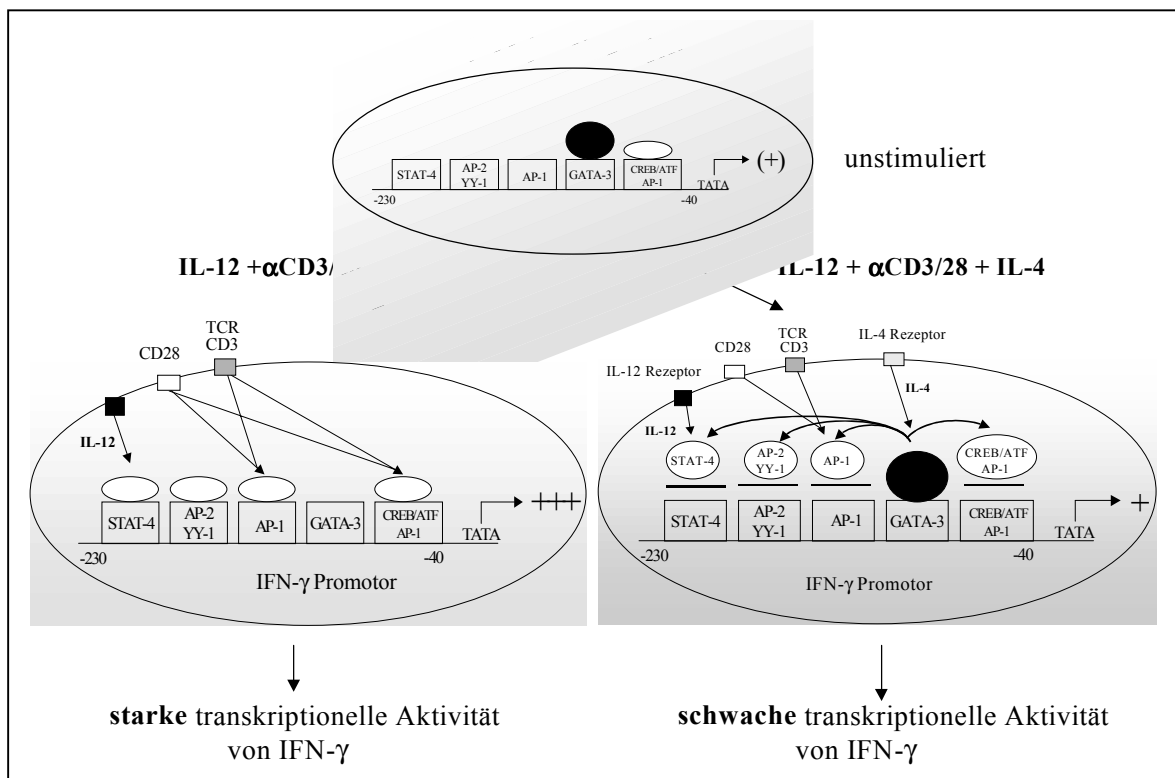 STAT-4
AP-2
YY-1
AP-1
GATA-3
CREB/ATF
AP-1
TATA
(+)
-230
-40
unstimuliert
IL-12 +αCD3/
IL-12 + αCD3/28 + IL-4
CD28
TCR
CD3
IL-12
STAT-4
AP-2
YY-1
AP-1
GATA-3
CREB/ATF
AP-1
TATA
+++
-230
-40
IFN-γ Promotor
IL-12 Rezeptor
CD28
TCR
CD3
IL-4 Rezeptor
IL-4
IL-12
STAT-4
AP-2
YY-1
AP-1
CREB/ATF
AP-1
STAT-4
AP-2
YY-1
AP-1
GATA-3
CREB/ATF
AP-1
TATA
+
-230
-40
IFN-γ Promotor
starke transkriptionelle Aktivität
von IFN-γ
schwache transkriptionelle Aktivität
von IFN-γ